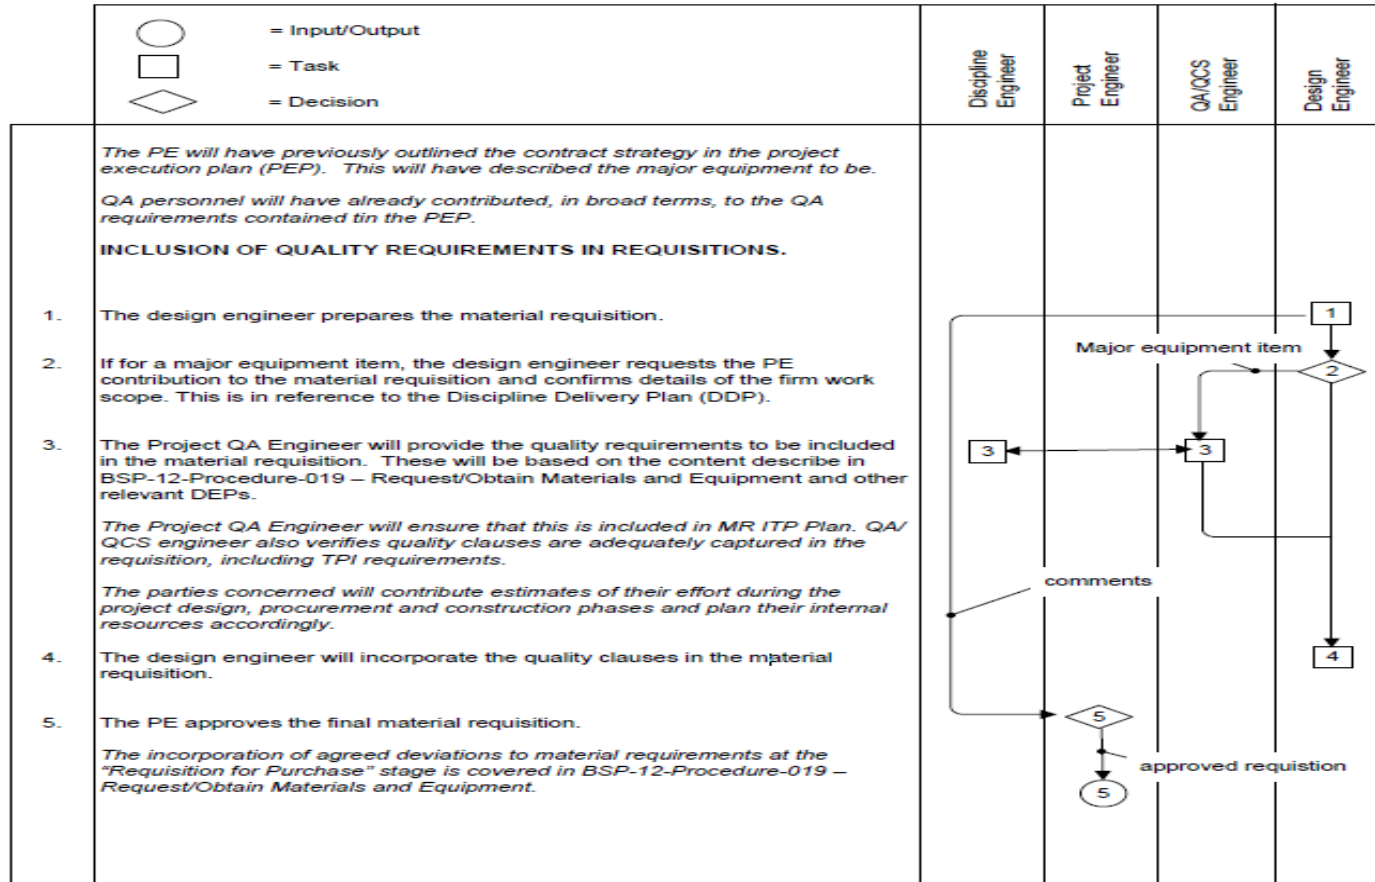 = Input/Output
= Task
= Decision
Discipline
Engineer
Project
Engineer
QA/QCS
Engineer
Design
Engineer
The PE will have previously outlined the contract strategy in the project
execution plan (PEP).  This will have described the major equipment to be.
QA personnel will have already contributed, in broad terms, to the QA
requirements contained tin the PEP.
INCLUSION OF QUALITY REQUIREMENTS IN REQUISITIONS.
1. The design engineer prepares the material requisition.
1
Major equipment item
2. If for a major equipment item, the design engineer requests the PE
contribution to the material requisition and confirms details of the firm work
scope. This is in reference to the Discipline Delivery Plan (DDP).
2
3. The Project QA Engineer will provide the quality requirements to be included
in the material requisition.  These will be based on the content describe in
BSP-12-Procedure-019 – Request/Obtain Materials and Equipment and other
relevant DEPs.
3
3
The Project QA Engineer will ensure that this is included in MR ITP Plan. QA/
QCS engineer also verifies quality clauses are adequately captured in the
requisition, including TPI requirements.
The parties concerned will contribute estimates of their effort during the
project design, procurement and construction phases and plan their internal
resources accordingly.
comments
4. The design engineer will incorporate the quality clauses in the material
requisition.
4
5. The PE approves the final material requisition.
5
The incorporation of agreed deviations to material requirements at the
"Requisition for Purchase" stage is covered in BSP-12-Procedure-019 –
Request/Obtain Materials and Equipment.
approved requistion
5